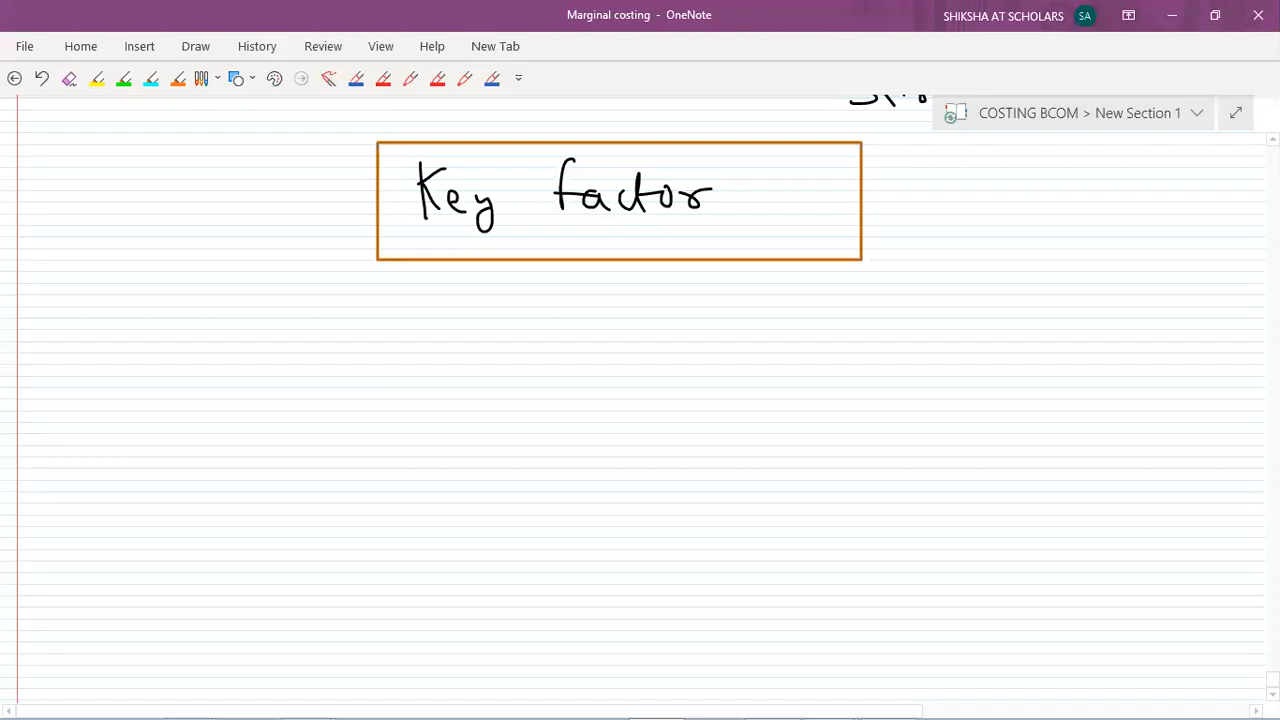 Marginal costing - OneNote
SHIKSHA AT SCHOLARS SA
File Home Insert Draw History Review View Help New Tab
COSTING BCOM > New Section 1
Key factor